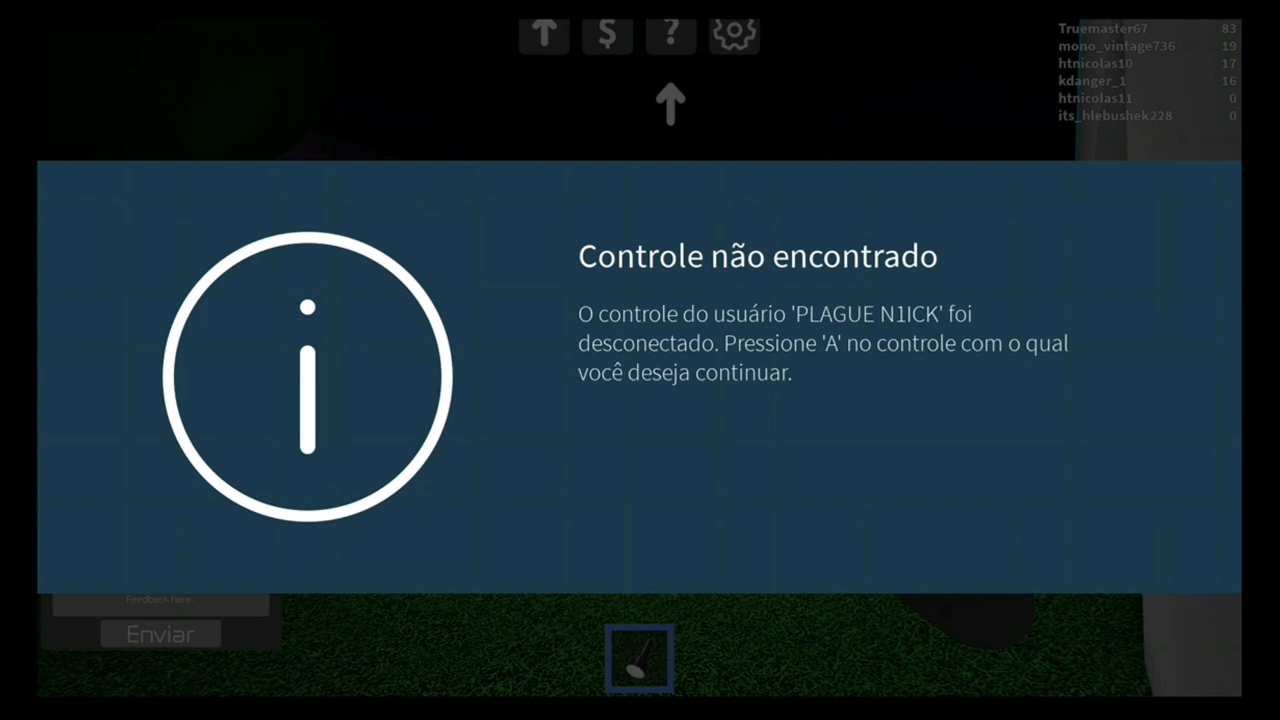 $
?
Truemaster67 83
mono_vintage736 19
htnicolas10 17
kdanger_1 16
htnicolas11 0
its_hlebushek228 0
Controle não encontrado
O controle do usuário 'PLAGUE N1ICK' foi
desconectado. Pressione 'A' no controle com o qual
você deseja continuar.
Feedback here..
Enviar